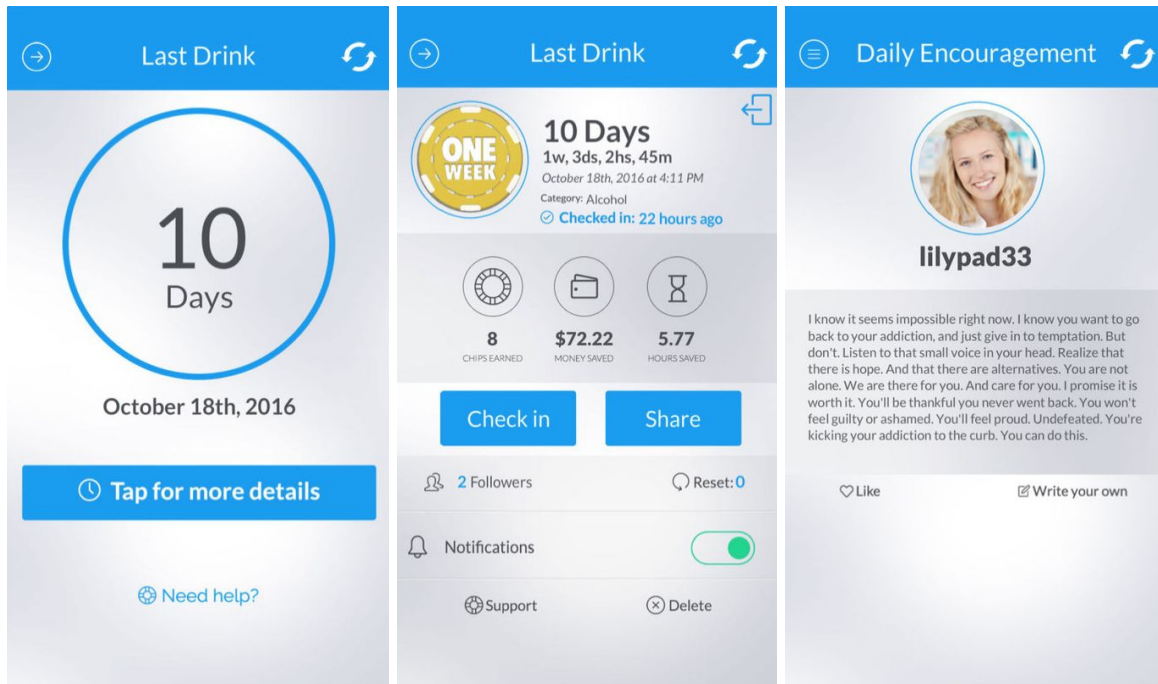 Last Drink
10
Days
October 18th, 2016
Tap for more details
Need help?
Last Drink
ONE
WEEK
10 Days
1w, 3ds, 2hs, 45m
October 18th, 2016 at 4:11 PM
Category: Alcohol
Checked in: 22 hours ago
8
CHIPS EARNED
$72.22
MONEY SAVED
5.77
HOURS SAVED
Check in
Share
2 Followers
Reset: 0
Notifications
Support
Delete
Daily Encouragement
lilypad33
I know it seems impossible right now. I know you want to go
back to your addiction, and just give in to temptation. But
don't. Listen to that small voice in your head. Realize that
there is hope. And that there are alternatives. You are not
alone. We are there for you. And care for you. I promise it is
worth it. You'll be thankful you never went back. You won't
feel guilty or ashamed. You'll feel proud. Undefeated. You're
kicking your addiction to the curb. You can do this.
Like
Write your own